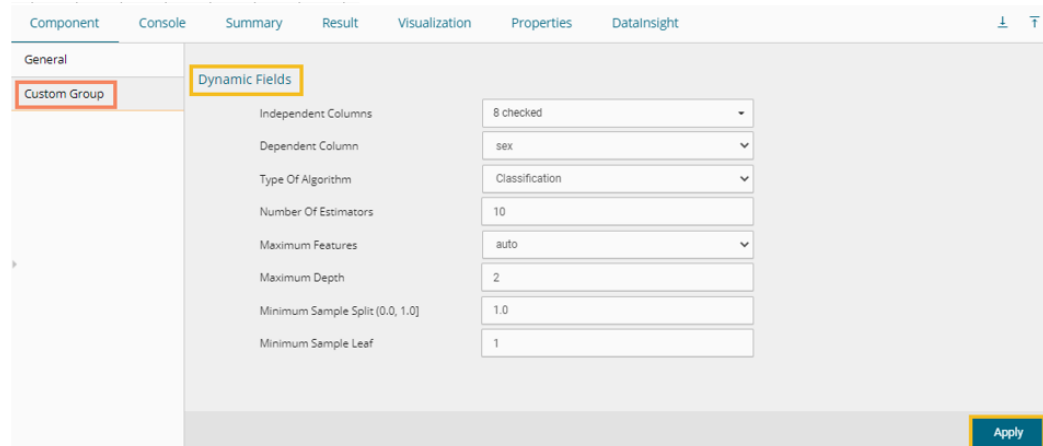 Component Console Summary Result Visualization Properties DataInsight
General
Custom Group
Dynamic Fields
Independent Columns 8 checked
Dependent Column sex
Type Of Algorithm Classification
Number Of Estimators 10
Maximum Features auto
Maximum Depth 2
Minimum Sample Split (0.0, 1.0] 1.0
Minimum Sample Leaf 1
Apply